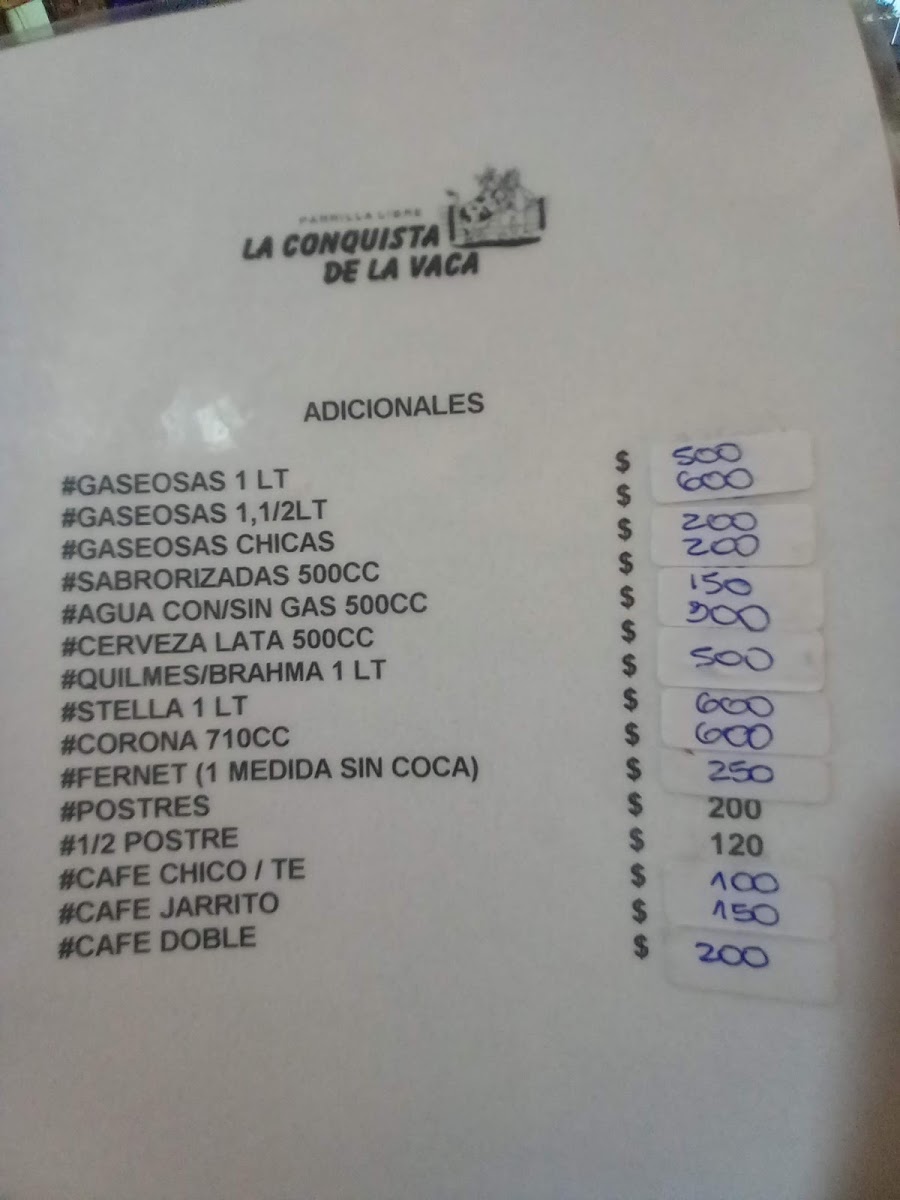 PARRILLA LIBRE
LA CONQUISTA
DE LA VACA
ADICIONALES
#GASEOSAS 1 LT $ 500
#GASEOSAS 1,1/2LT $ 600
#GASEOSAS CHICAS $ 200
#SABRORIZADAS 500CC $ 200
#AGUA CON/SIN GAS 500CC $ 150
#CERVEZA LATA 500CC $ 300
#QUILMES/BRAHMA 1 LT $ 500
#STELLA 1 LT $ 600
#CORONA 710CC $ 600
#FERNET (1 MEDIDA SIN COCA) $ 250
#POSTRES $ 200
#1/2 POSTRE $ 120
#CAFE CHICO / TE $ 100
#CAFE JARRITO $ 150
#CAFE DOBLE $ 200